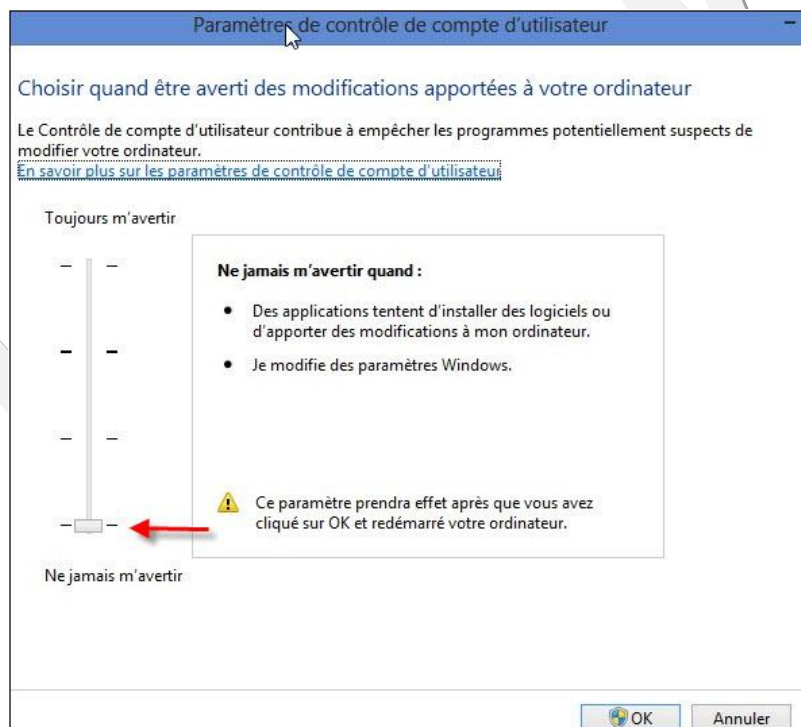 Paramètres de contrôle de compte d'utilisateur
Choisir quand être averti des modifications apportées à votre ordinateur
Le Contrôle de compte d'utilisateur contribue à empêcher les programmes potentiellement suspects de
modifier votre ordinateur.
En savoir plus sur les paramètres de contrôle de compte d'utilisateur
Toujours m'avertir
Ne jamais m'avertir quand :
• Des applications tentent d'installer des logiciels ou
d'apporter des modifications à mon ordinateur.
• Je modifie des paramètres Windows.
Ce paramètre prendra effet après que vous avez
cliqué sur OK et redémarré votre ordinateur.
Ne jamais m'avertir
OK Annuler